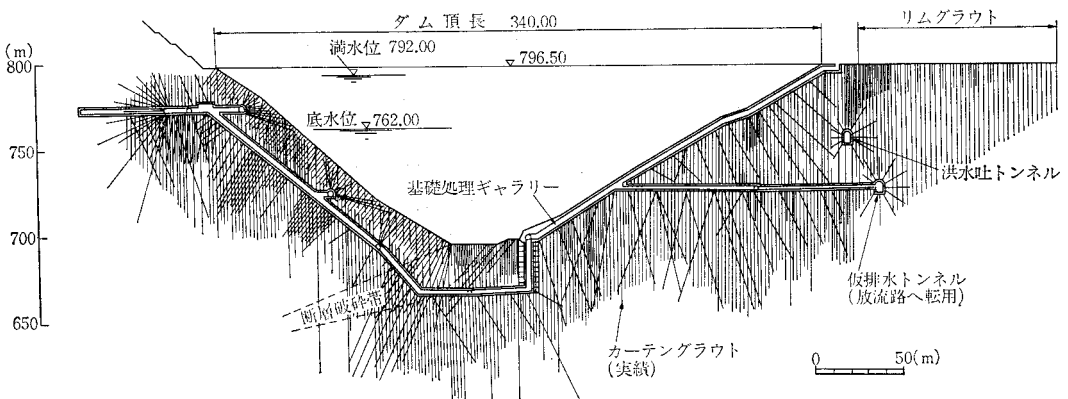 ダム頂長 340.00
リムグラウト
(m)
満水位 792.00
796.50
800
底水位 762.00
750
基礎処理ギャラリー
洪水吐トンネル
700
仮排水トンネル
(放流路へ転用)
断層破砕帯
650
カーテングラウト
(実績)
0 50(m)